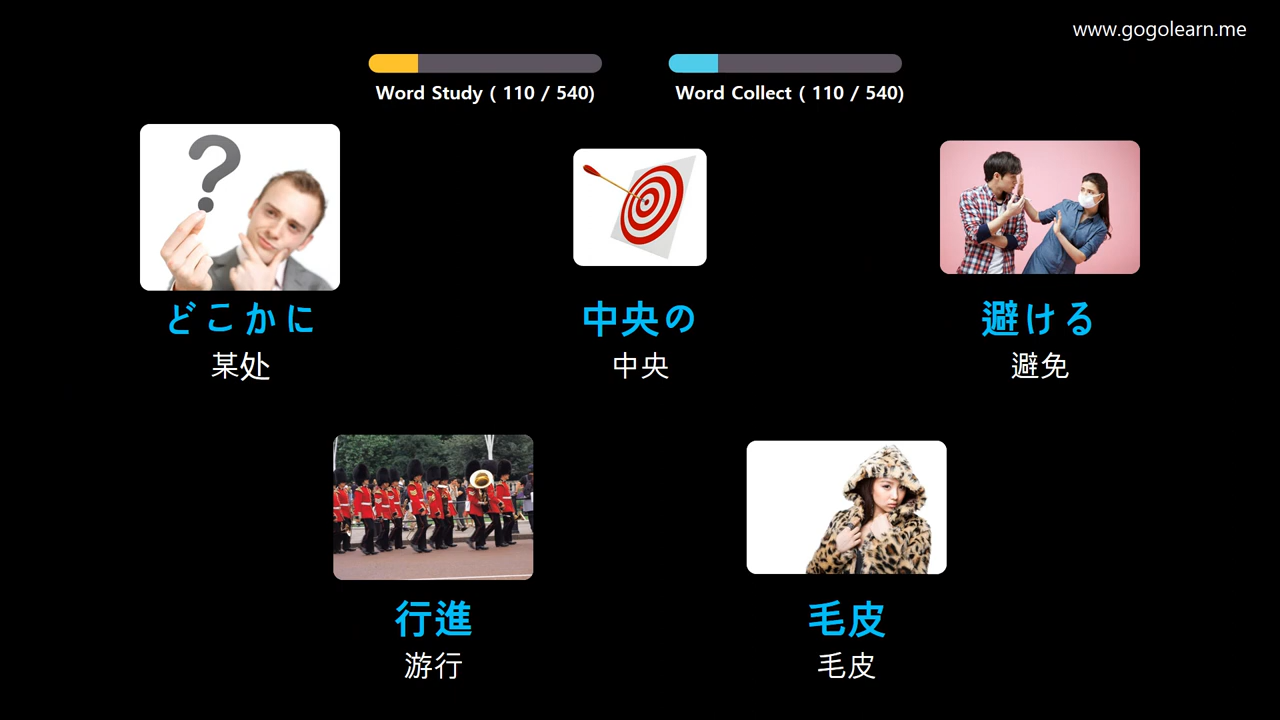 www.gogolearn.me
Word Study ( 110 / 540)
Word Collect ( 110 / 540)
どこかに
某处
中央の
中央
避ける
避免
行進
游行
毛皮
毛皮